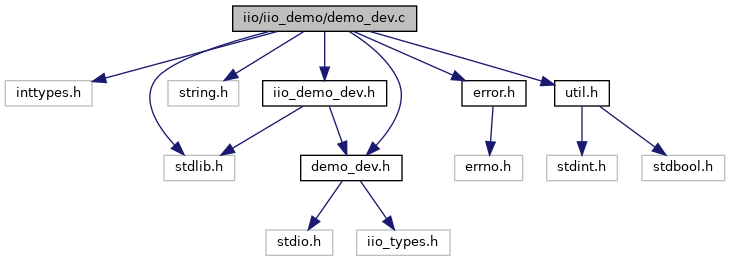 iio/iio_demo/demo_dev.c
inttypes.h
string.h
iio_demo_dev.h
error.h
util.h
stdlib.h
demo_dev.h
errno.h
stdint.h
stdbool.h
stdio.h
iio_types.h